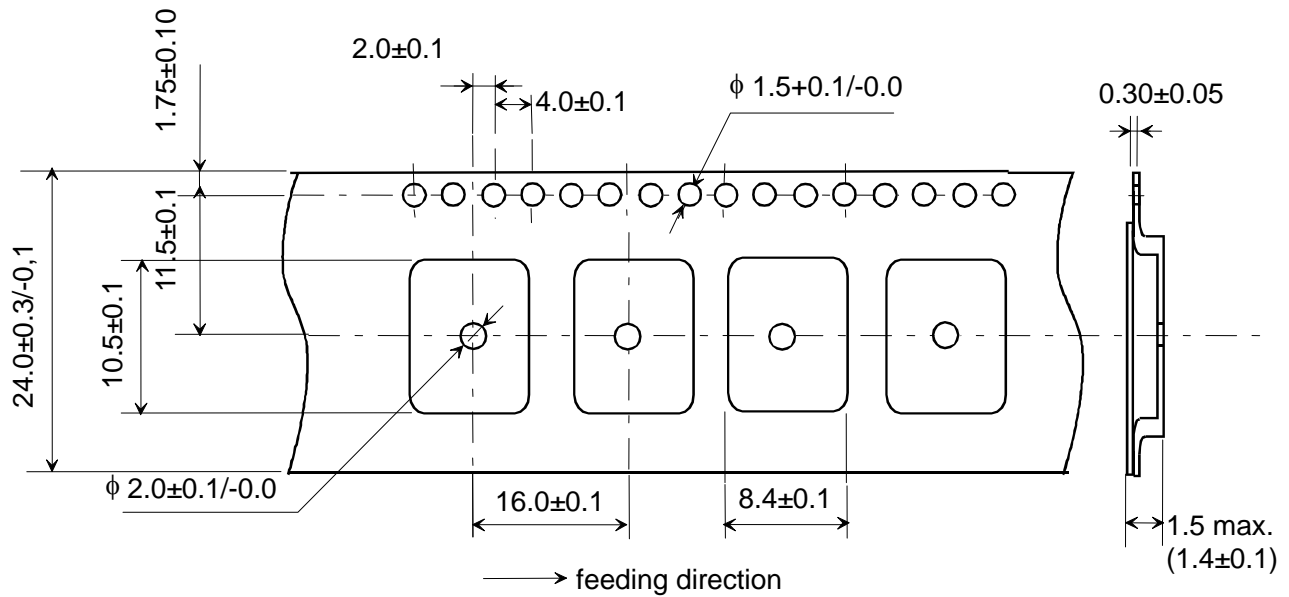 2.0±0.1
1.75±0.10
4.0±0.1
ϕ 1.5+0.1/-0.0
0.30±0.05
11.5±0.1
24.0±0.3/-0,1
10.5±0.1
ϕ 2.0±0.1/-0.0
16.0±0.1
8.4±0.1
1.5 max.
(1.4±0.1)
feeding direction